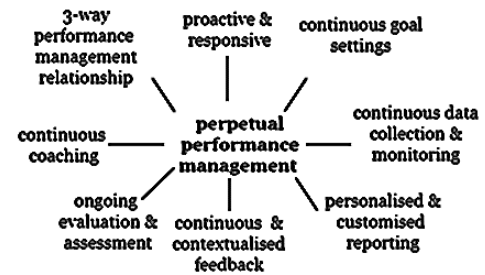 3-way
performance
management
relationship
proactive &
responsive
continuous goal
settings
continuous
coaching
perpetual
performance
management
continuous data
collection &
monitoring
ongoing
evaluation &
assessment
continuous &
contextualised
feedback
personalised &
customised
reporting